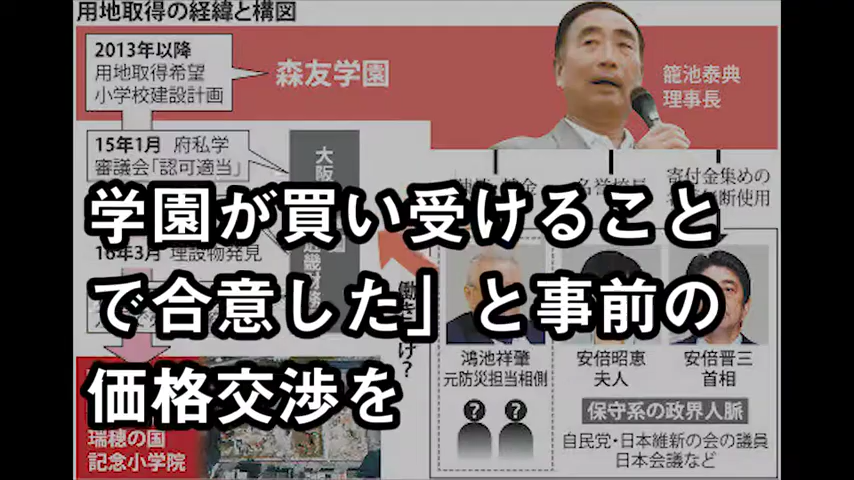 用地取得の経緯と構図
2013年以降
用地取得希望
小学校建設計画
森友学園
籠池泰典
理事長
15年1月 府私学
審議会「認可適当」
大阪
寄付金集めの
断使用
学園が買い受けること
16年3月 埋設物発見
で合意した」と事前の
価格交渉を
鴻池祥肇
元防災担当相側
安倍昭恵
夫人
安倍晋三
首相
? ?
保守系の政界人脈
自民党・日本維新の会の議員
日本会議など
瑞穂の国
記念小学院